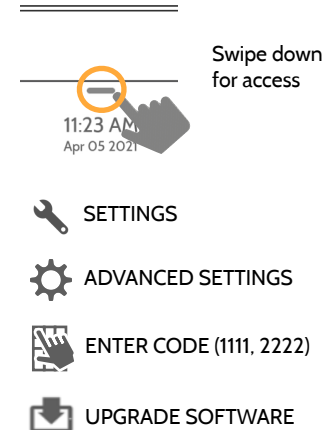 Swipe down
for access
11:23 AM
Apr 05 2021
SETTINGS
ADVANCED SETTINGS
ENTER CODE (1111, 2222)
UPGRADE SOFTWARE